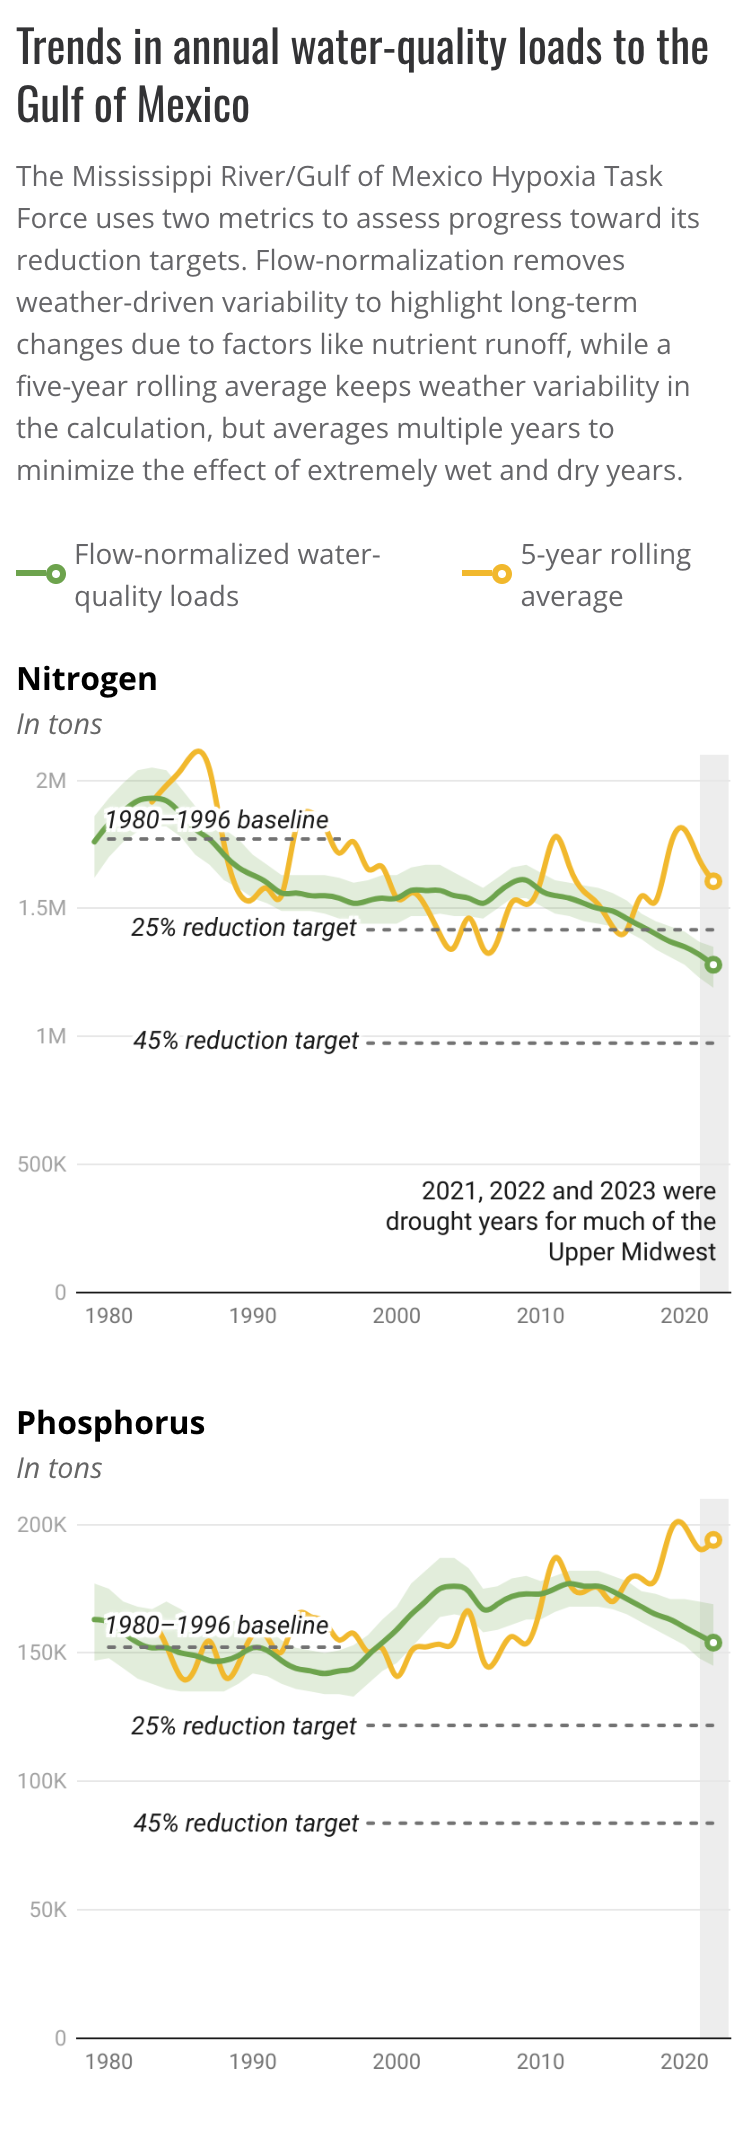 Trends in annual water-quality loads to the
Gulf of Mexico
The Mississippi River/Gulf of Mexico Hypoxia Task
Force uses two metrics to assess progress toward its
reduction targets. Flow-normalization removes
weather-driven variability to highlight long-term
changes due to factors like nutrient runoff, while a
five-year rolling average keeps weather variability in
the calculation, but averages multiple years to
minimize the effect of extremely wet and dry years.
Flow-normalized water-
quality loads
5-year rolling
average
Nitrogen
In tons
2M
1980–1996 baseline
1.5M
25% reduction target
1M
45% reduction target
500K
2021, 2022 and 2023 were
drought years for much of the
Upper Midwest
0
1980 1990 2000 2010 2020
Phosphorus
In tons
200K
1980–1996 baseline
150K
25% reduction target
100K
45% reduction target
50K
0
1980 1990 2000 2010 2020